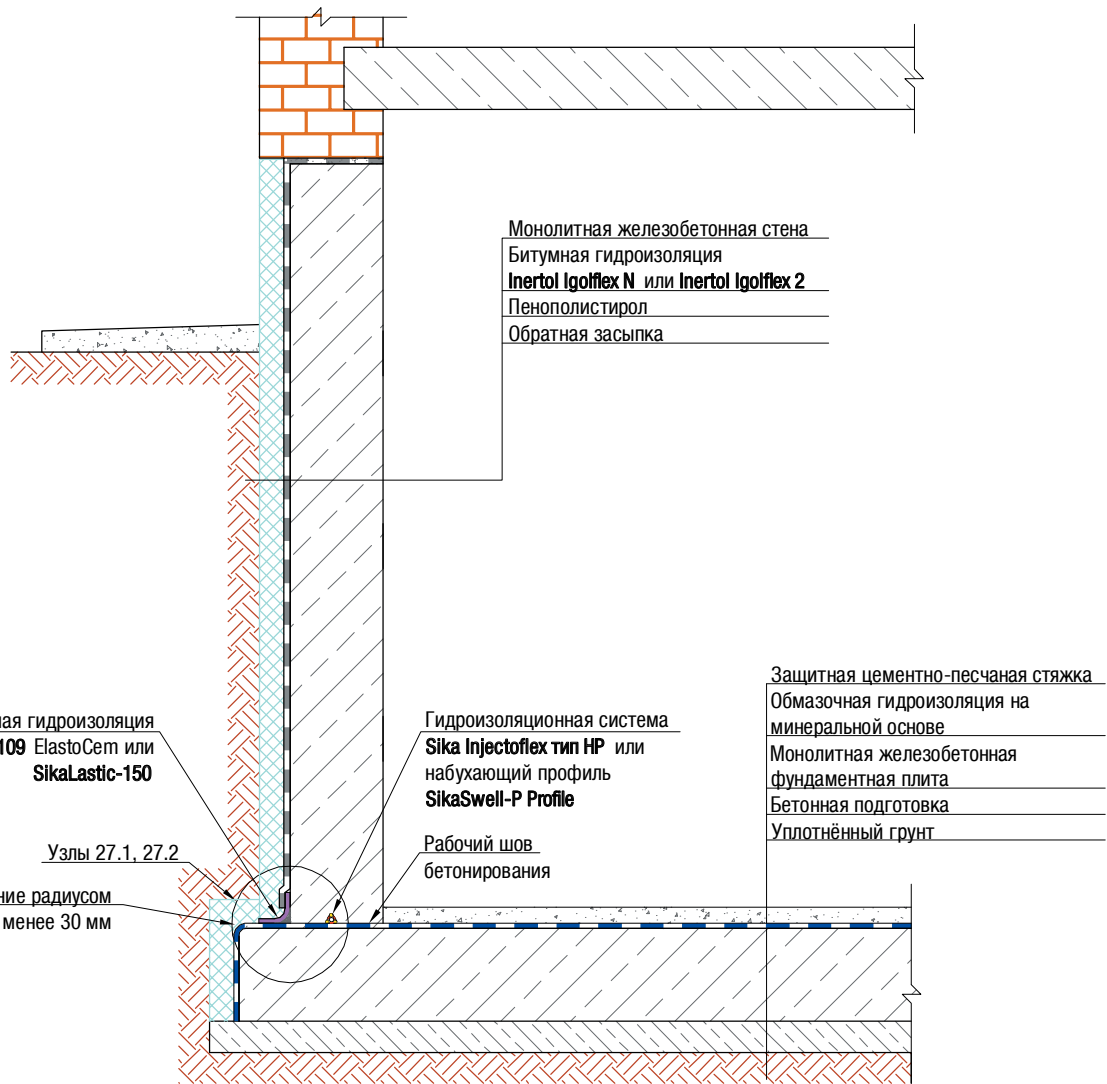 Монолитная железобетонная стена
Битумная гидроизоляция
Inertol Igolflex N или Inertol Igolflex 2
Пенополистирол
Обратная засыпка
гидроизоляция
109 ElastoCem или
SikaLastic-150
Узлы 27.1, 27.2
радиусом
менее 30 мм
Гидроизоляционная система
Sika Injectoflex тип HP или
набухающий профиль
SikaSwell-P Profile
Рабочий шов
бетонирования
Защитная цементно-песчаная стяжка
Обмазочная гидроизоляция на
минеральной основе
Монолитная железобетонная
фундаментная плита
Бетонная подготовка
Уплотнённый грунт